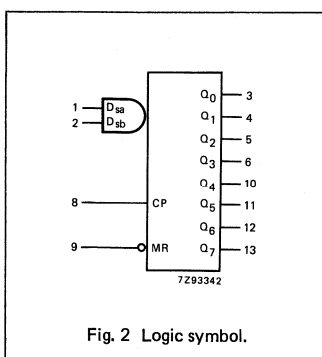 1 Dsa
2 Dsb
8 CP
9 MR
Q0 3
Q1 4
Q2 5
Q3 6
Q4 10
Q5 11
Q6 12
Q7 13
7Z93342
Fig. 2 Logic symbol.